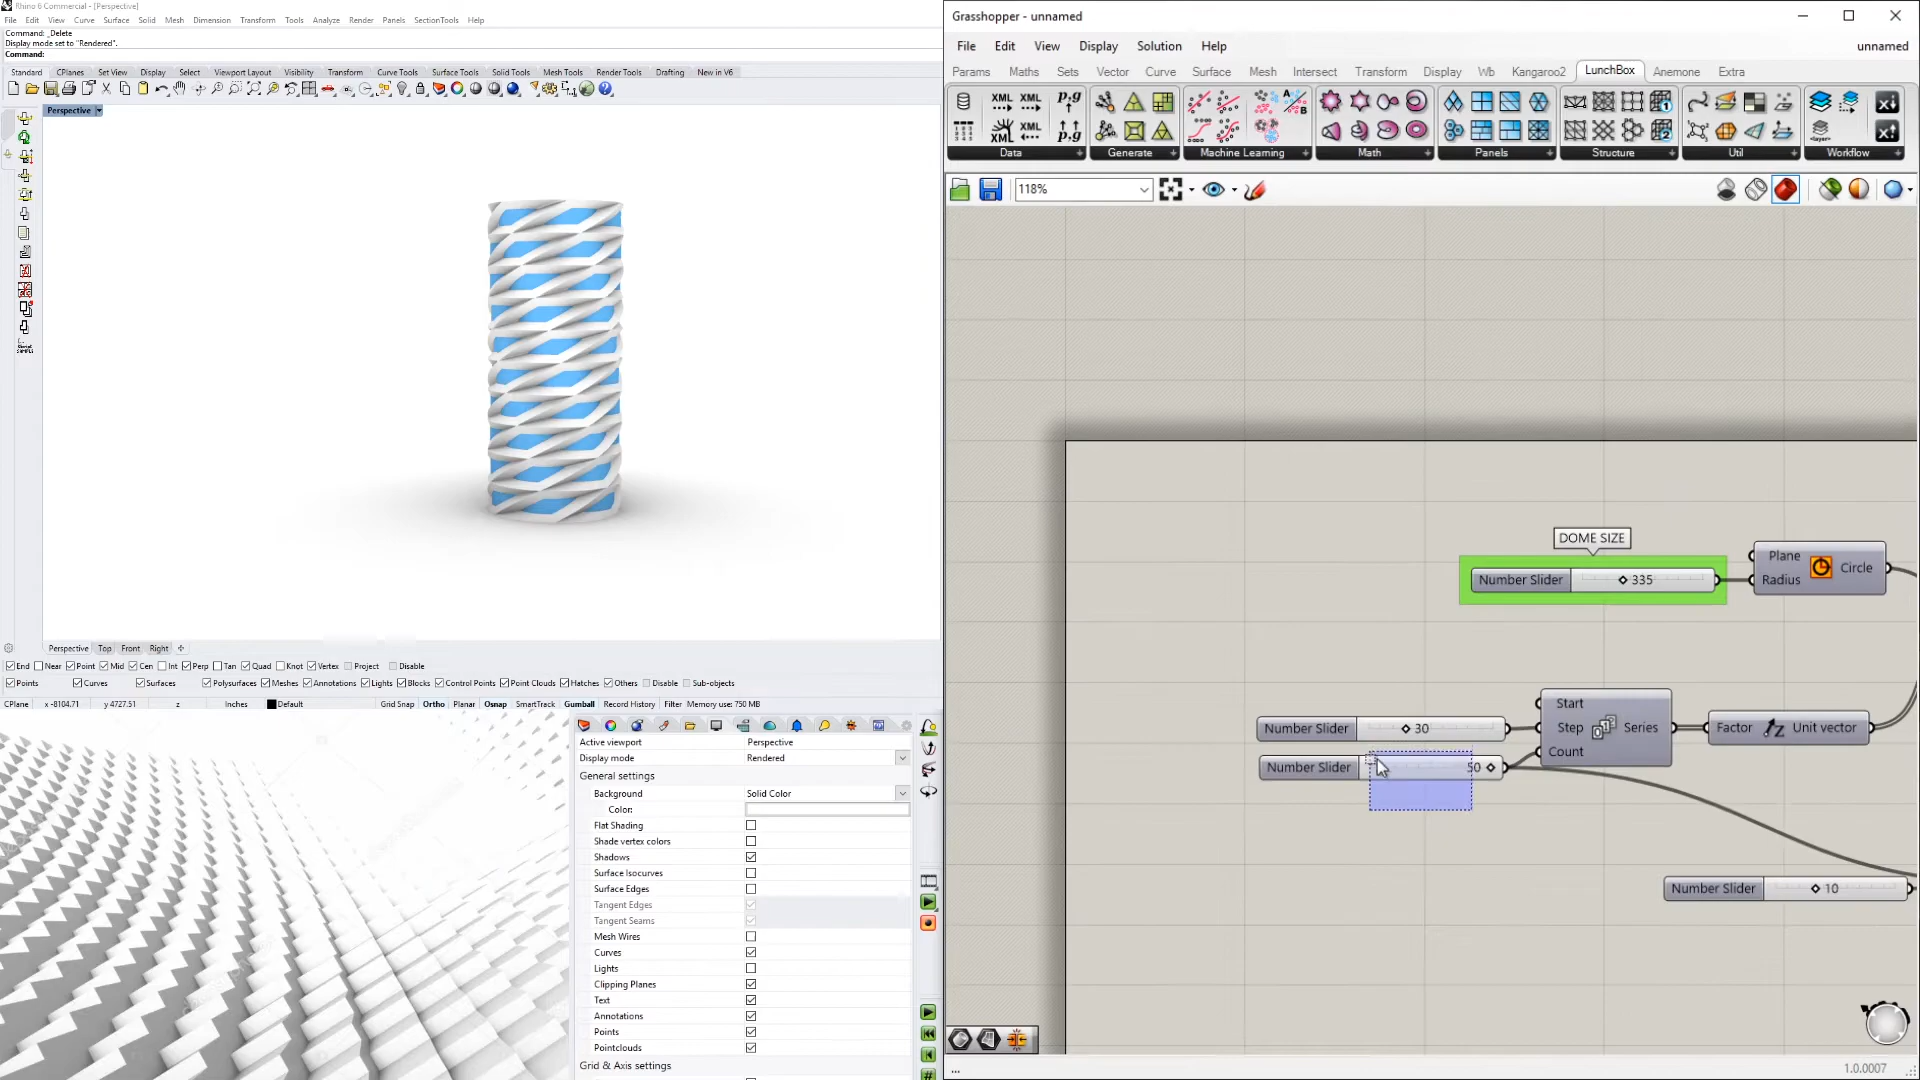 Rhino 6 Commercial - [Perspective]
File Edit View Curve Surface Solid Mesh Dimension Transform Tools Analyze Render Panels SectionTools Help
Command: _Delete
Display mode set to "Rendered".
Command:
Standard CPlanes Set View Display Select Viewport Layout Visibility Transform Curve Tools Surface Tools Solid Tools Mesh Tools Render Tools Drafting New in V6
Perspective
Perspective Top Front Right
End Near Point Mid Cen Int Perp Tan Quad Knot Vertex Project Disable
Points Curves Surfaces Polysurfaces Meshes Annotations Lights Blocks Control Points Point Clouds Hatches Others Disable Sub-objects
CPlane x -8104.71 y 4727.51 z Inches Default Grid Snap Ortho Planar Osnap SmartTrack Gumball Record History Filter Memory use: 750 MB
Active viewport Perspective
Display mode Rendered
General settings
Background Solid Color
Color:
Flat Shading
Shade vertex colors
Shadows
Surface Isocurves
Surface Edges
Tangent Edges
Tangent Seams
Mesh Wires
Curves
Lights
Clipping Planes
Text
Annotations
Points
Pointclouds
Grid & Axis settings
Grasshopper - unnamed
File Edit View Display Solution Help unnamed
Params Maths Sets Vector Curve Surface Mesh Intersect Transform Display Wb Kangaroo2 LunchBox Anemone Extra
XML XML p,g A B
XML p,g
Data Generate Machine Learning Math Panels Structure Util Workflow
118%
DOME SIZE
Number Slider 335
Plane
Radius
Circle
Number Slider 30
Number Slider 50
Start
Step
Count
Series
Factor Unit vector
Number Slider 10
...
1.0.0007